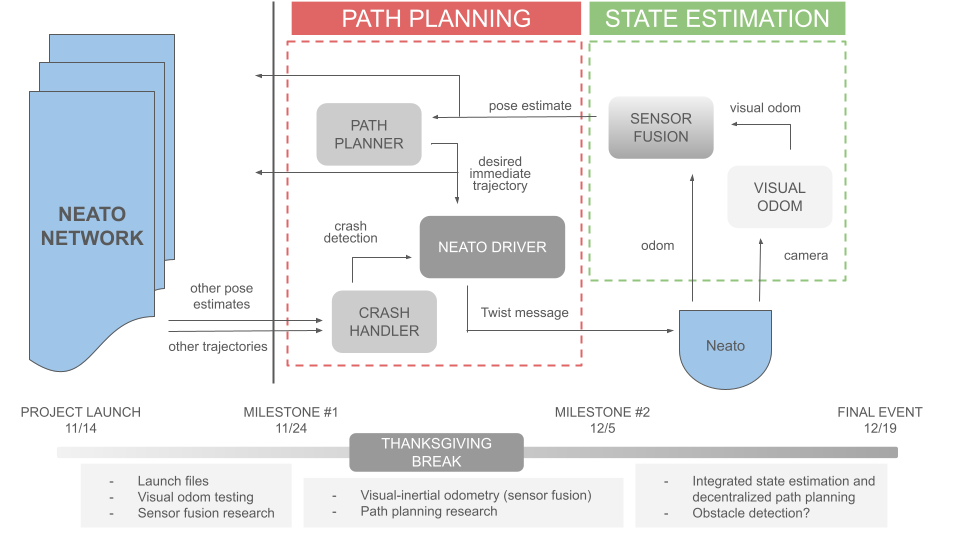 PATH PLANNING
STATE ESTIMATION
NEATO
NETWORK
PATH
PLANNER
pose estimate
desired
immediate
trajectory
crash
detection
NEATO DRIVER
CRASH
HANDLER
other pose
estimates
other trajectories
Twist message
SENSOR
FUSION
visual odom
VISUAL
ODOM
odom
camera
Neato
PROJECT LAUNCH
11/14
MILESTONE #1
11/24
MILESTONE #2
12/5
FINAL EVENT
12/19
THANKSGIVING
BREAK
- Launch files
- Visual odom testing
- Sensor fusion research
- Visual-inertial odometry (sensor fusion)
- Path planning research
- Integrated state estimation and
decentralized path planning
- Obstacle detection?